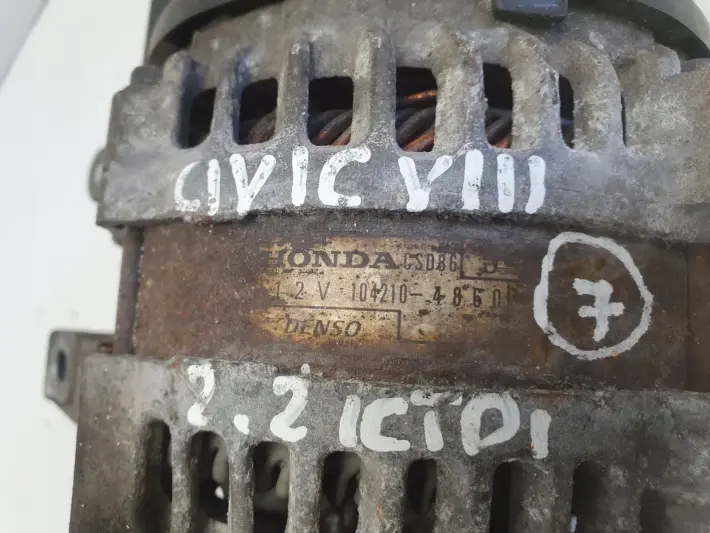 CIVIC VIII
HONDA CSD86
12V 104210-4860
DENSO
7
2.2 ICTDI